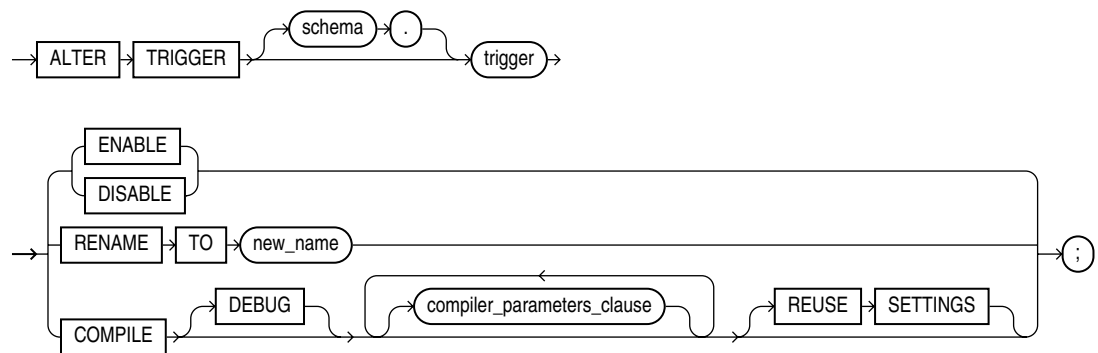 schema .
ALTER TRIGGER trigger
ENABLE
DISABLE
RENAME TO new_name ;
DEBUG compiler_parameters_clause REUSE SETTINGS
COMPILE